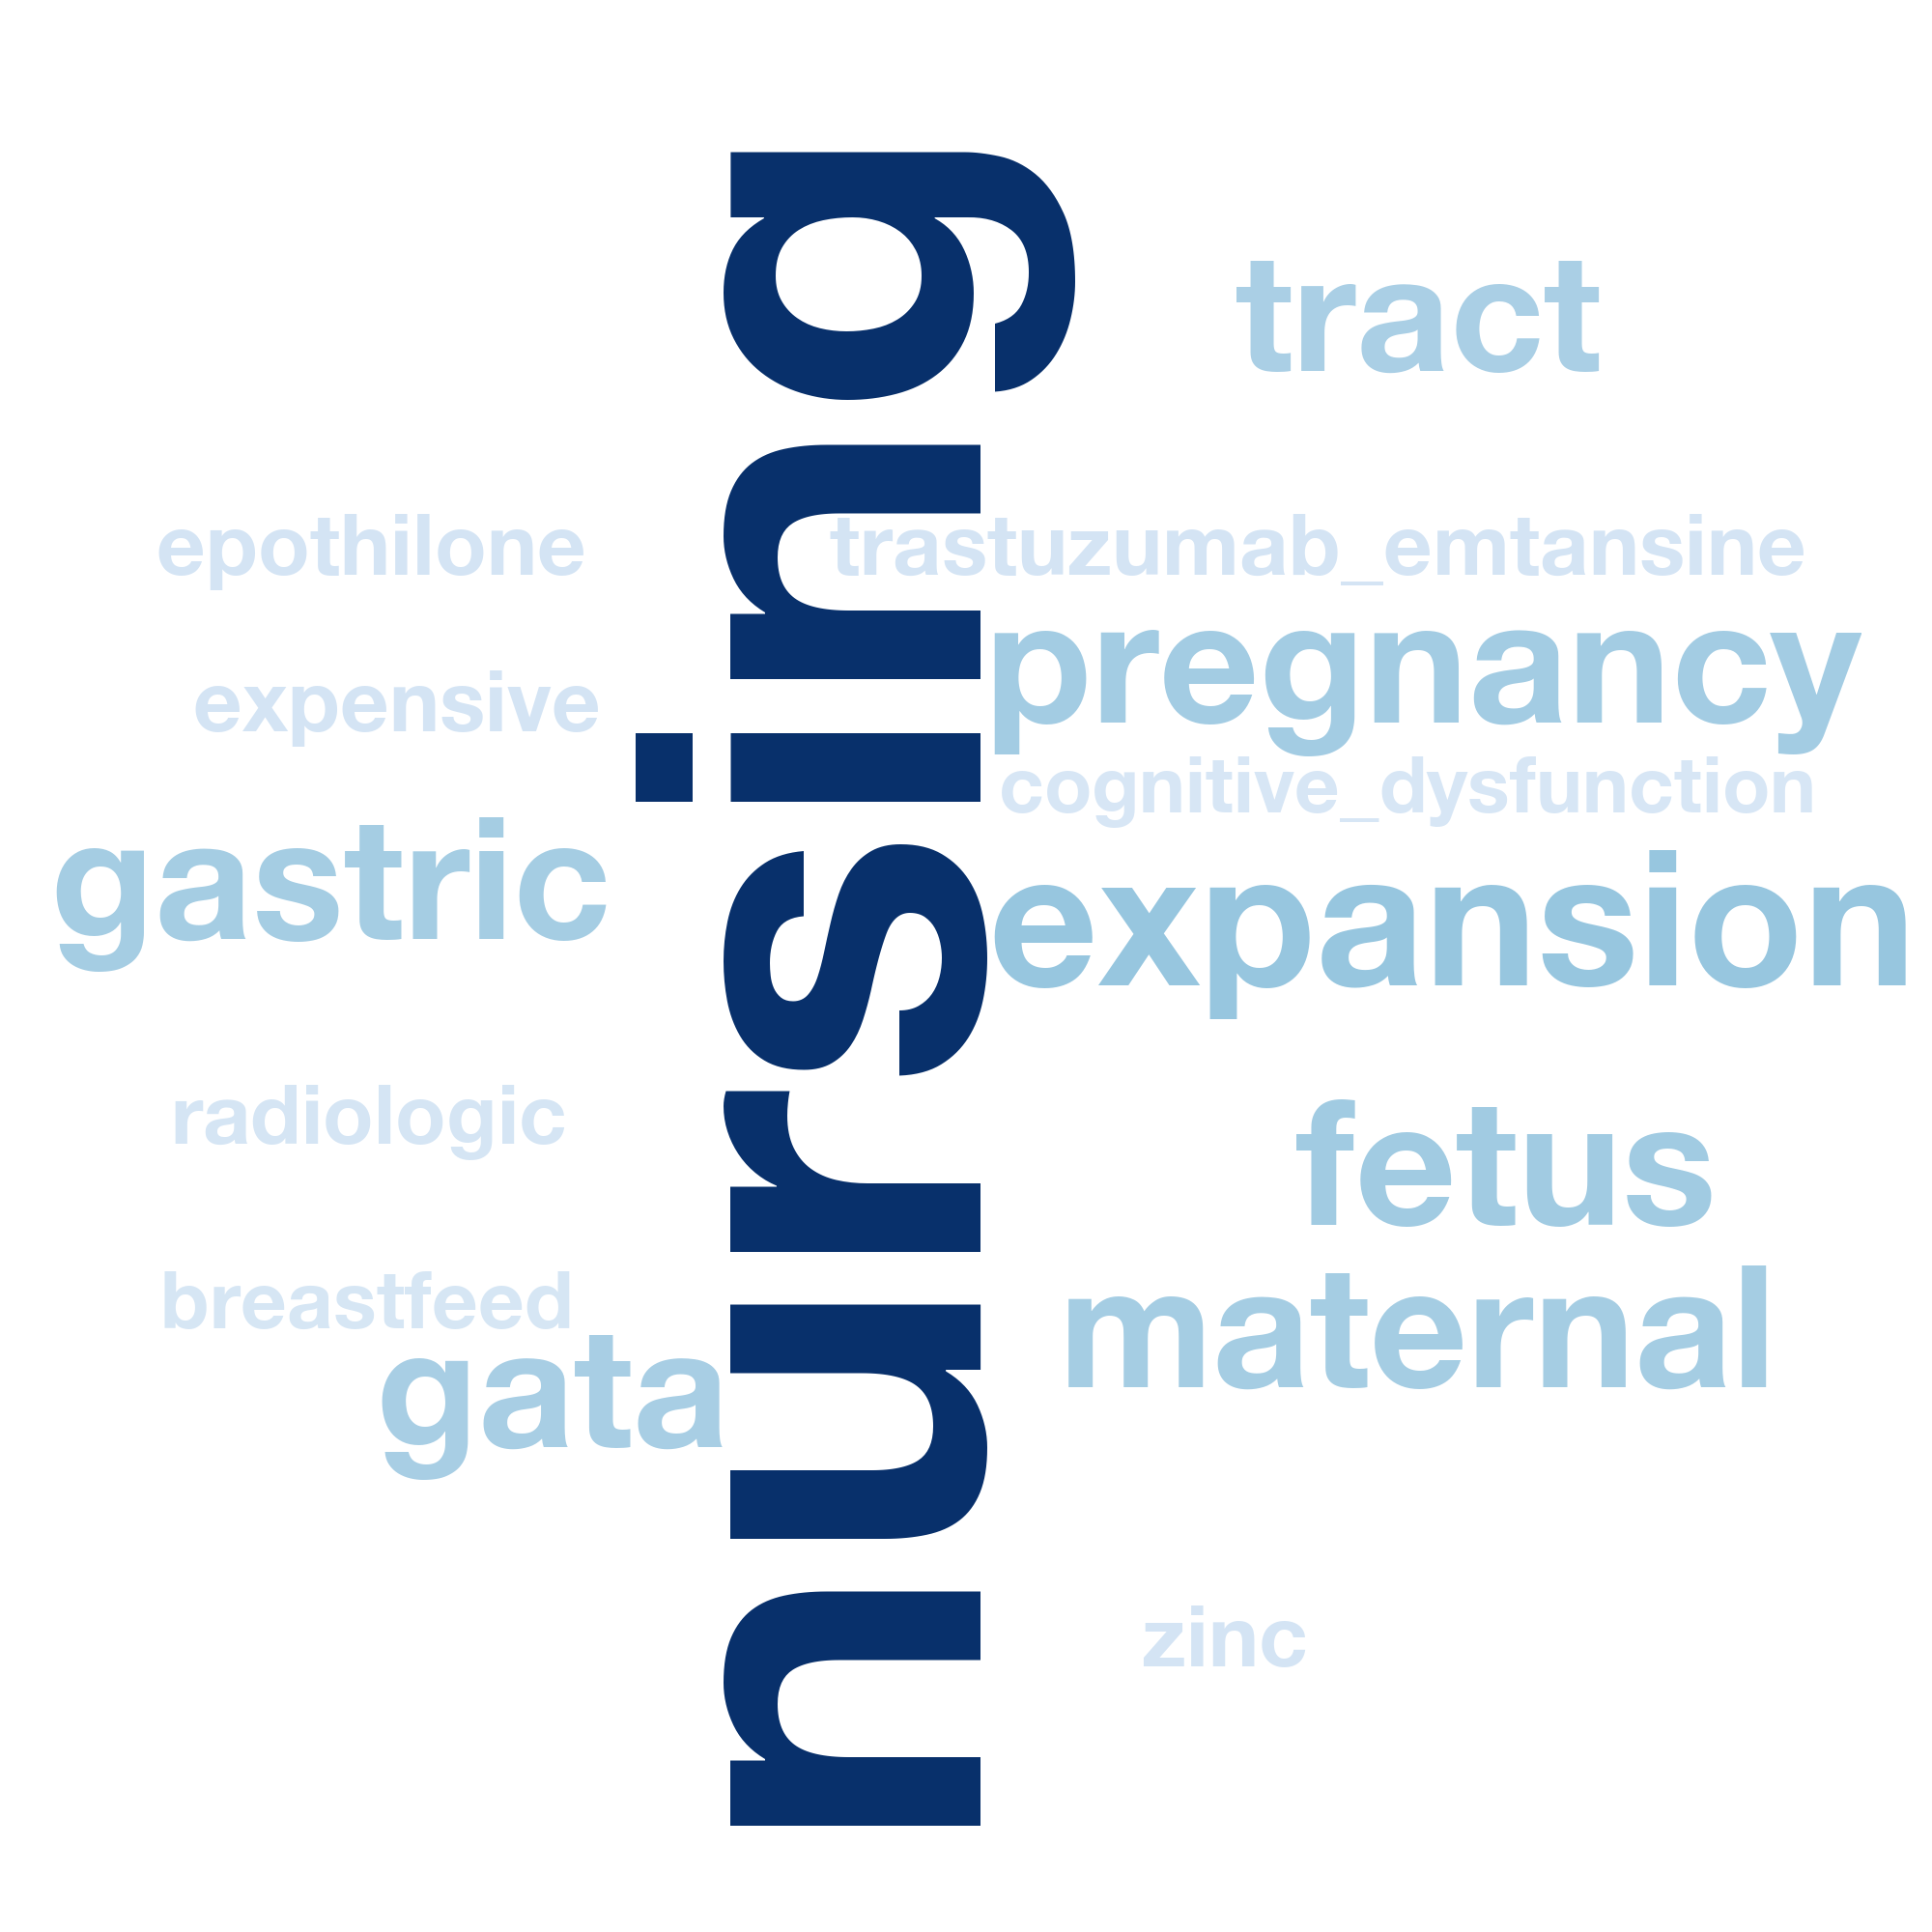 nursing
tract
epothilone
trastuzumab_emtansine
pregnancy
expensive
cognitive_dysfunction
gastric
expansion
radiologic
fetus
breastfeed
maternal
gata
zinc